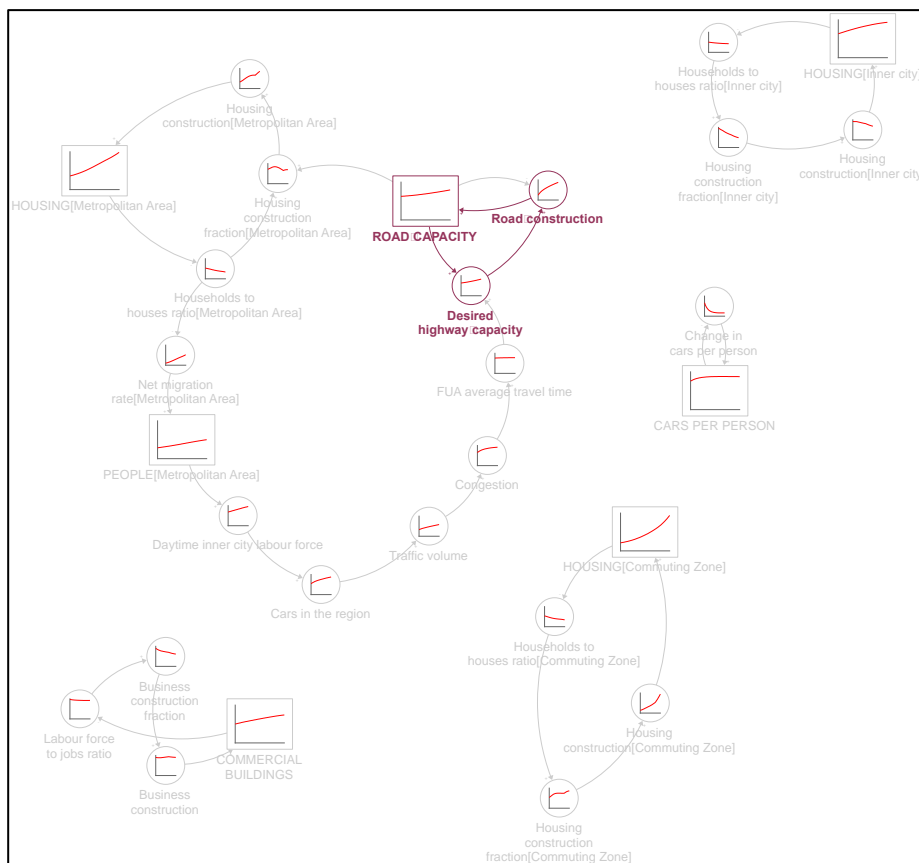 Households to
houses ratio[Inner city]
HOUSING[Inner city]
Housing
construction[Metropolitan Area]
Housing
construction
fraction[Inner city]
Housing
construction[Inner city
HOUSING[Metropolitan Area]
Housing
construction
fraction[Metropolitan Area]
ROAD CAPACITY
Road construction
Households to
houses ratio[Metropolitan Area]
Desired
highway capacity
Change in
cars per person
Net migration
rate[Metropolitan Area]
FUA average travel time
CARS PER PERSON
PEOPLE[Metropolitan Area]
Congestion
Daytime inner city labour force
Traffic volume
HOUSING[Commuting Zone]
Cars in the region
Households to
houses ratio[Commuting Zone]
Business
construction
fraction
Labour force
to jobs ratio
COMMERCIAL
BUILDINGS
Housing
construction[Commuting Zone]
Business
construction
Housing
construction
fraction[Commuting Zone]